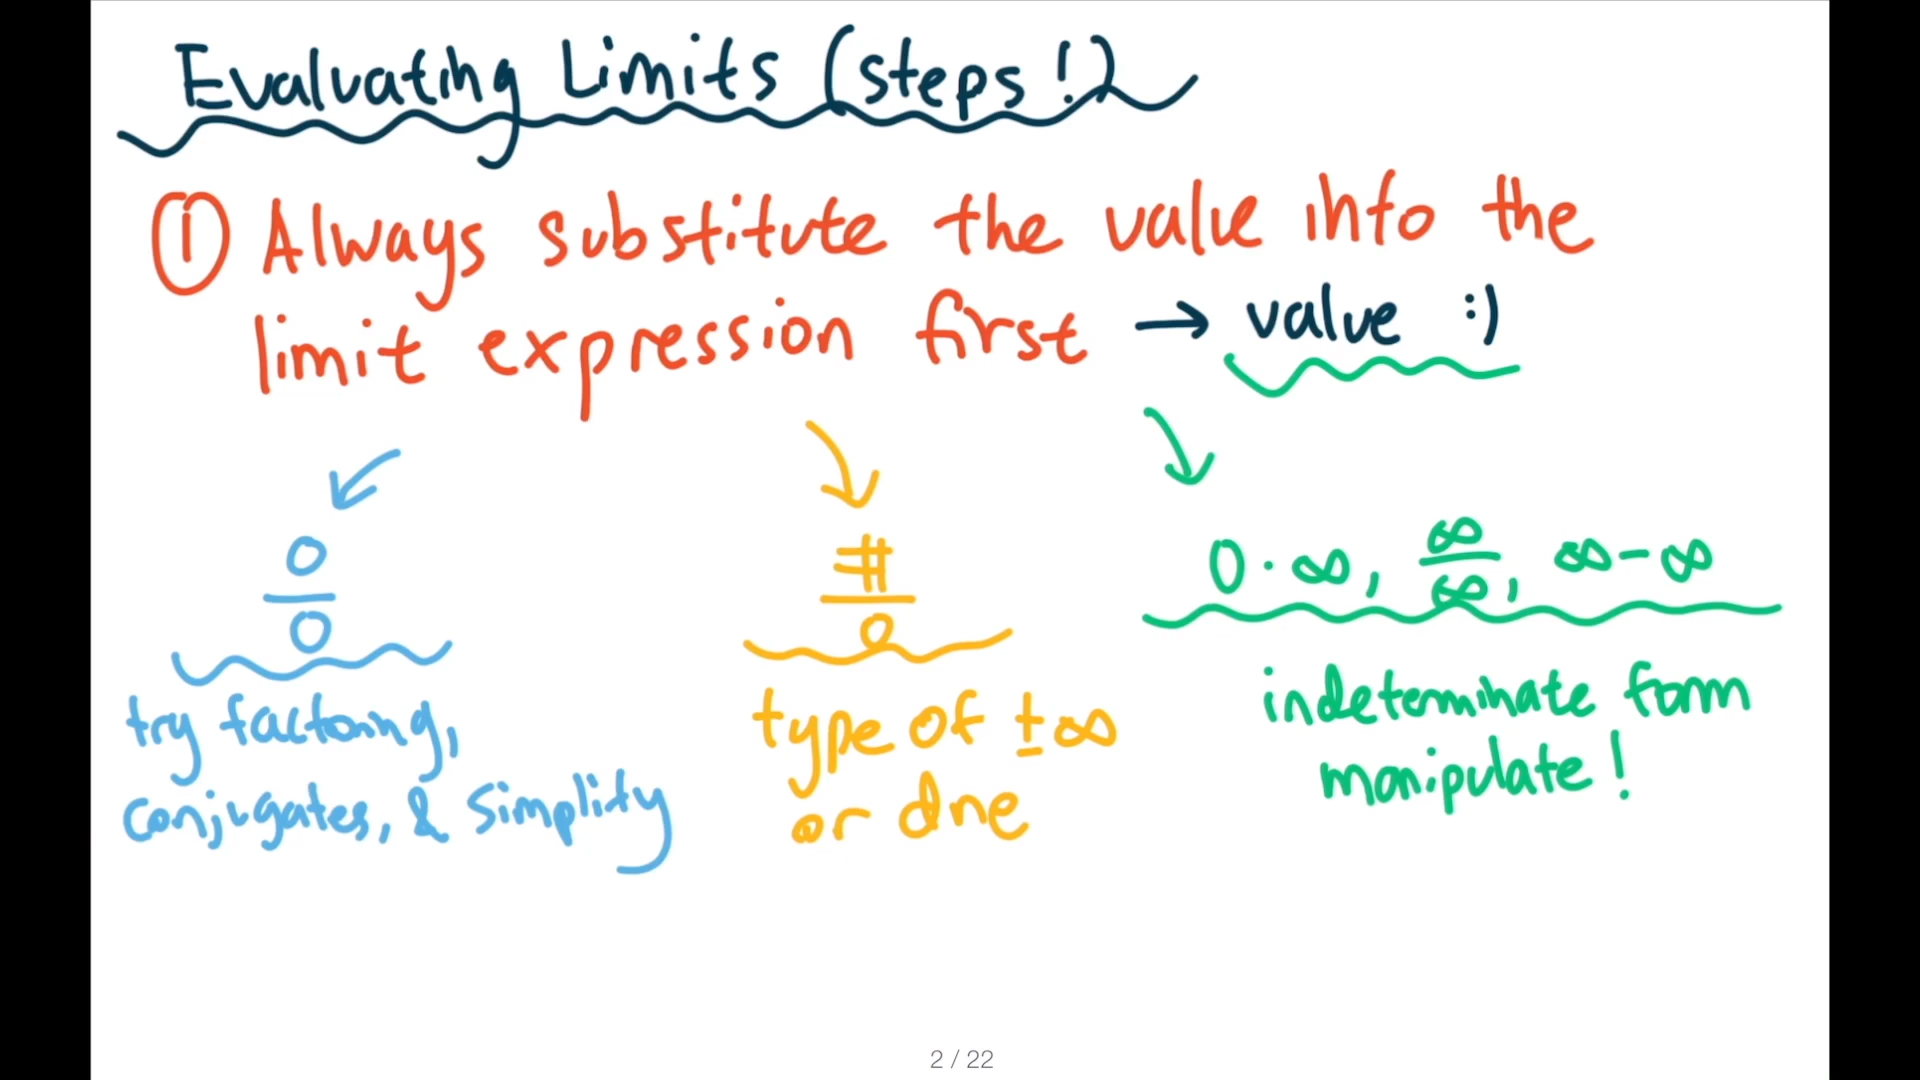 Evaluating Limits (steps!)
① Always substitute the value into the
limit expression first → value :)
0/0
#/0
0 · ∞, ∞/∞, ∞ - ∞
try factoring,
conjugates, & simplify
type of ±∞
or dne
indeterminate form
manipulate!
2 / 22